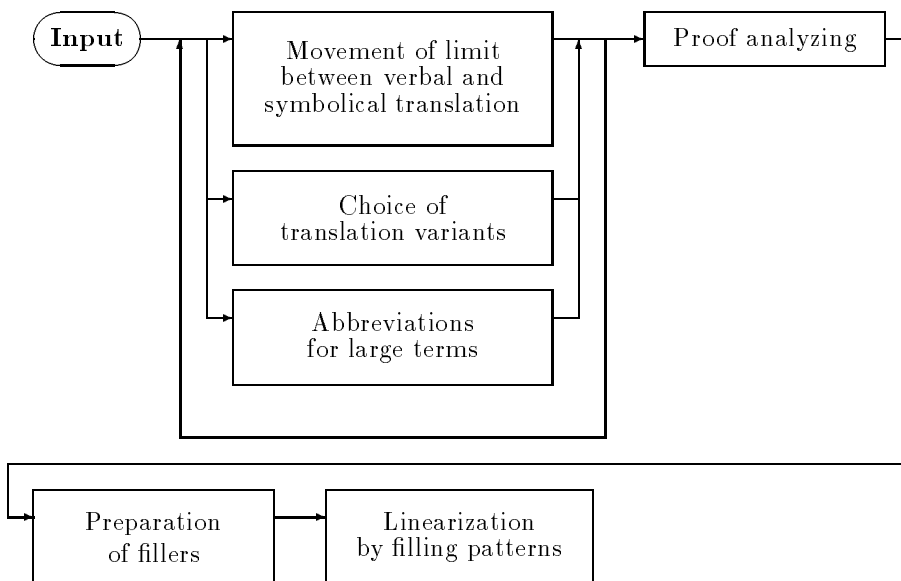 Input
Movement of limit
between verbal and
symbolical translation
Proof analyzing
Choice of
translation variants
Abbreviations
for large terms
Preparation
of fillers
Linearization
by filling patterns